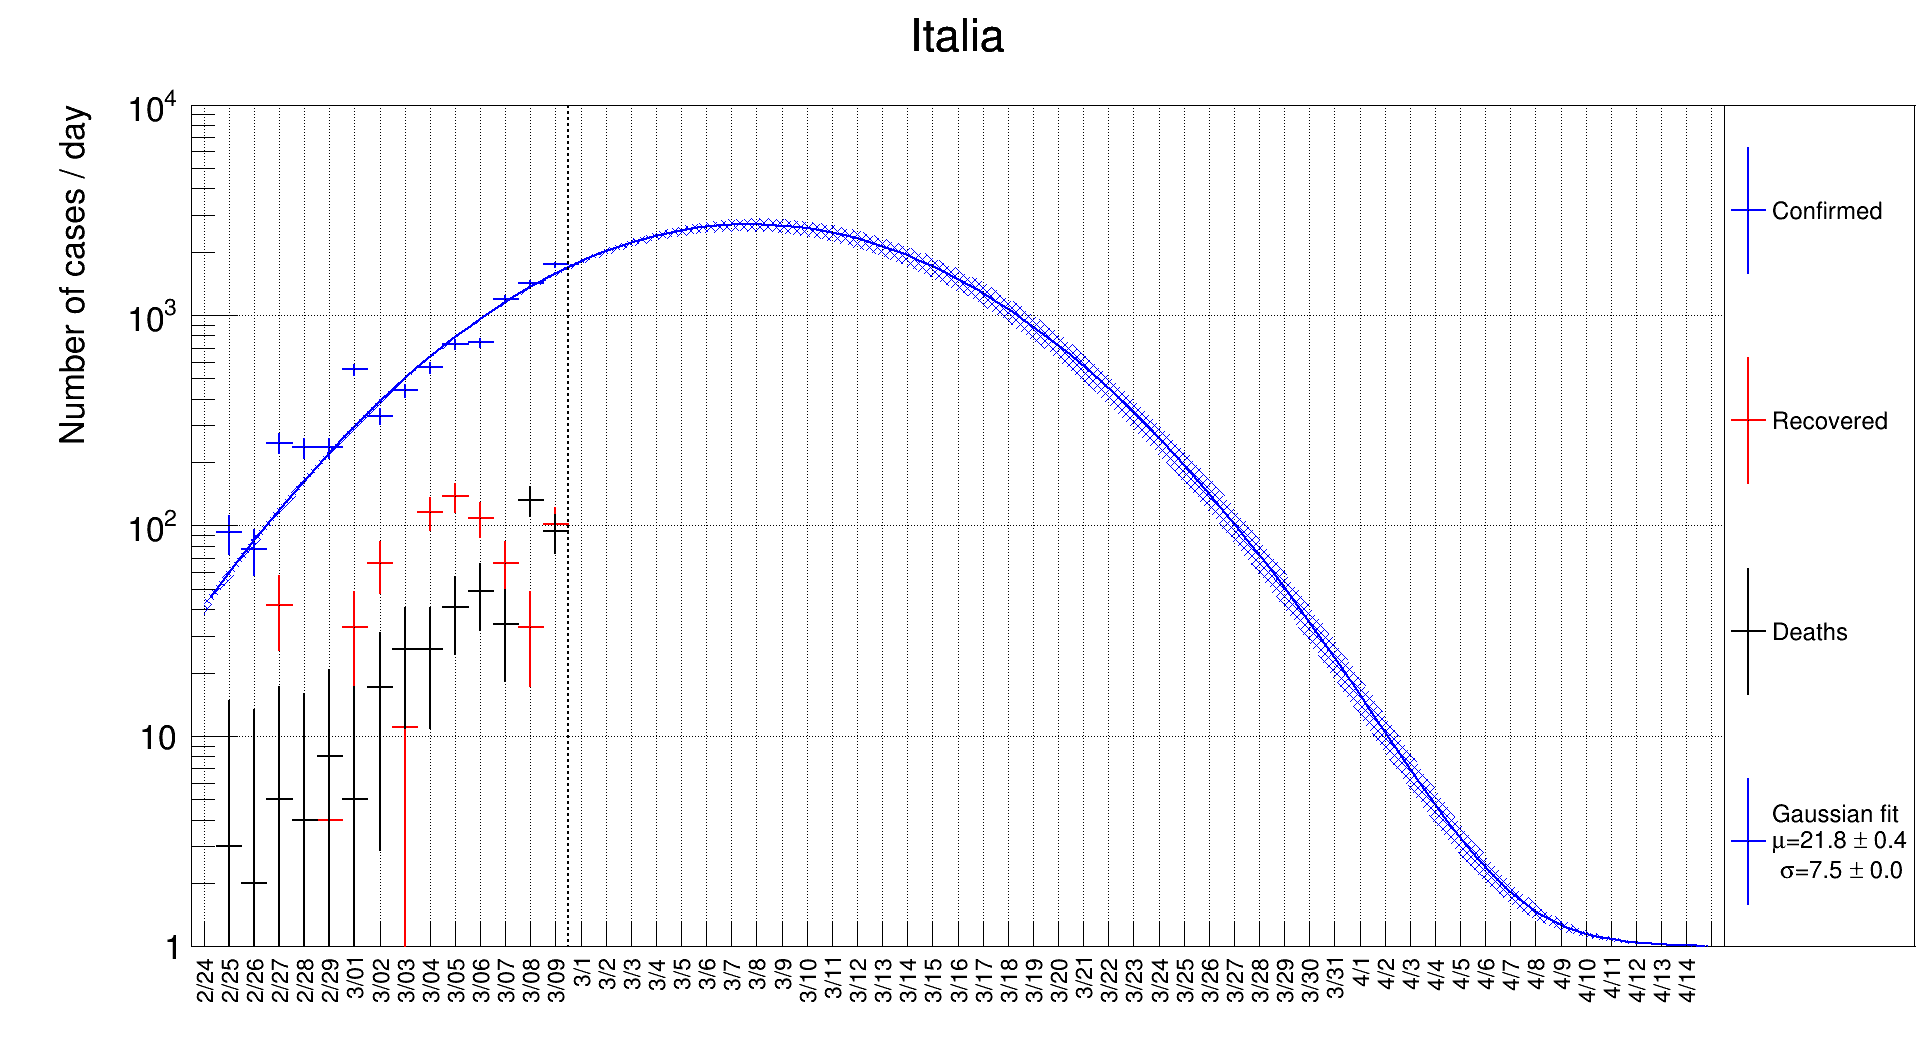 Italia
Number of cases / day
10⁴
10³
10²
10
1
2/24 2/25 2/26 2/27 2/28 2/29 3/01 3/02 3/03 3/04 3/05 3/06 3/07 3/08 3/09 3/1 3/2 3/3 3/4 3/5 3/6 3/7 3/8 3/9 3/10 3/11 3/12 3/13 3/14 3/15 3/16 3/17 3/18 3/19 3/20 3/21 3/22 3/23 3/24 3/25 3/26 3/27 3/28 3/29 3/30 3/31 4/1 4/2 4/3 4/4 4/5 4/6 4/7 4/8 4/9 4/10 4/11 4/12 4/13 4/14
Confirmed
Recovered
Deaths
Gaussian fit
μ=21.8 ± 0.4
σ=7.5 ± 0.0